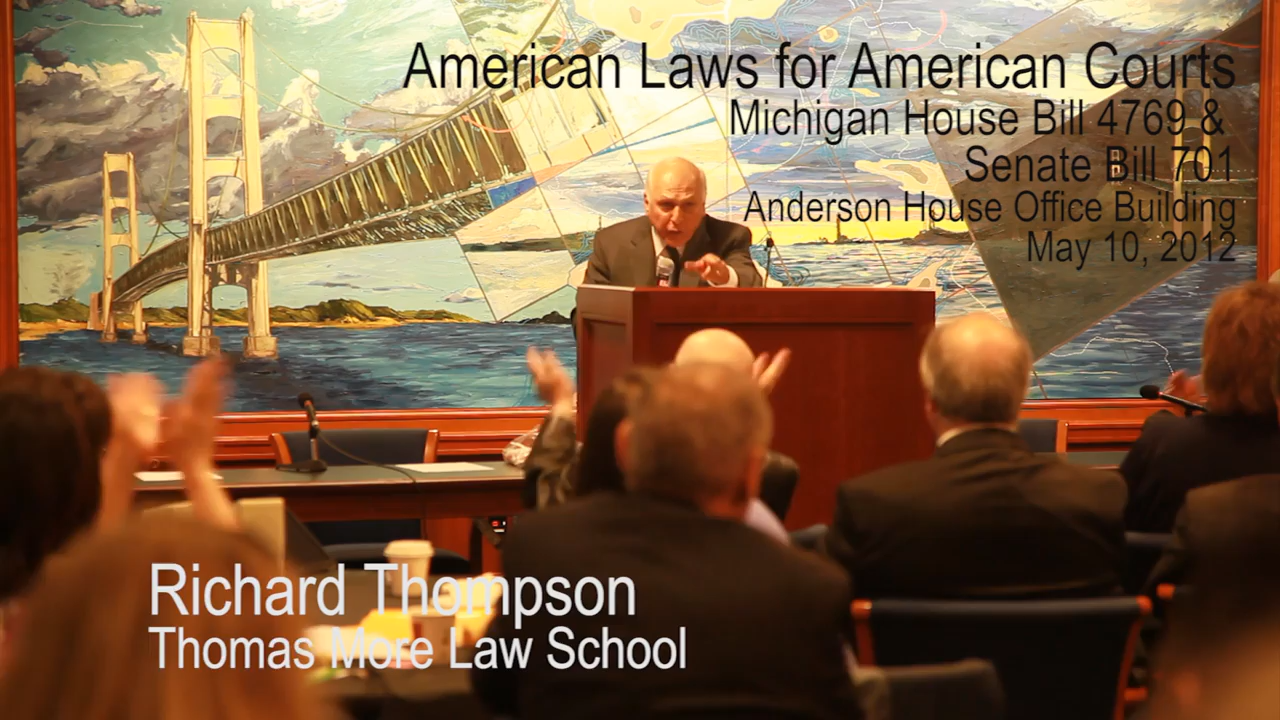 American Laws for American Courts
Michigan House Bill 4769 &
Senate Bill 701
Anderson House Office Building
May 10, 2012
Richard Thompson
Thomas More Law School